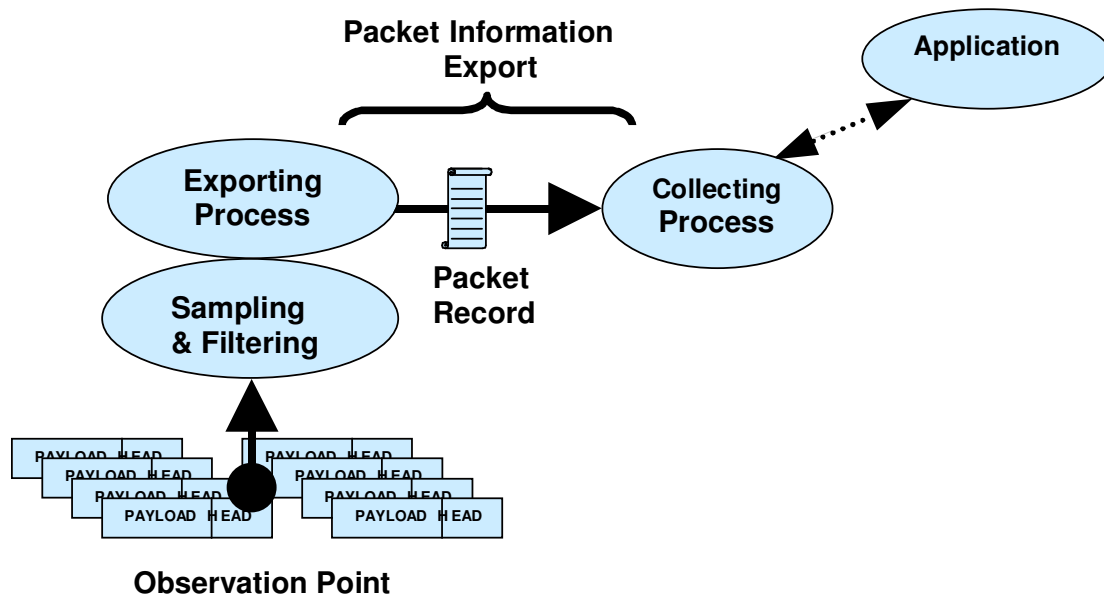 Packet Information
Export
Application
Exporting
Process
Collecting
Process
Packet
Record
Sampling
& Filtering
PAYLOAD HEAD
PAYLOAD HEAD
PAYLOAD HEAD
PAYLOAD HEAD
PAYLOAD HEAD
PAYLOAD HEAD
PAYLOAD HEAD
PAYLOAD HEAD
Observation Point